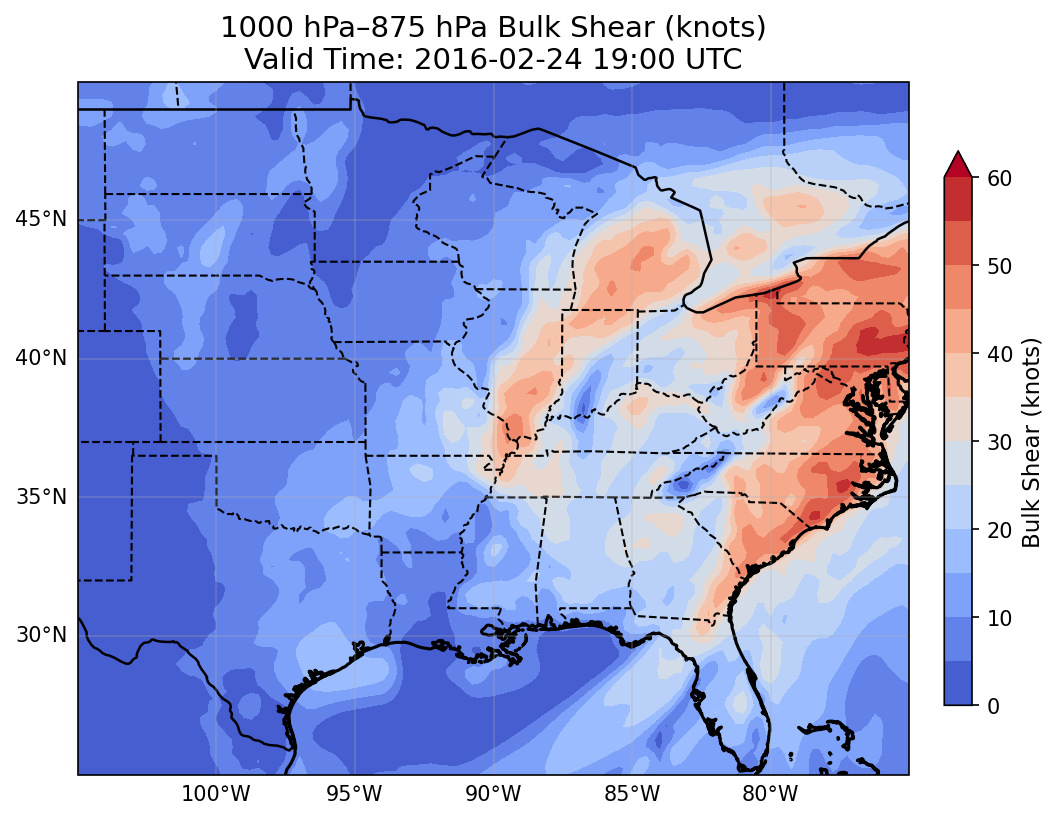 1000 hPa–875 hPa Bulk Shear (knots)
Valid Time: 2016-02-24 19:00 UTC
45°N
40°N
35°N
30°N
100°W
95°W
90°W
85°W
80°W
60
50
40
30
20
10
0
Bulk Shear (knots)